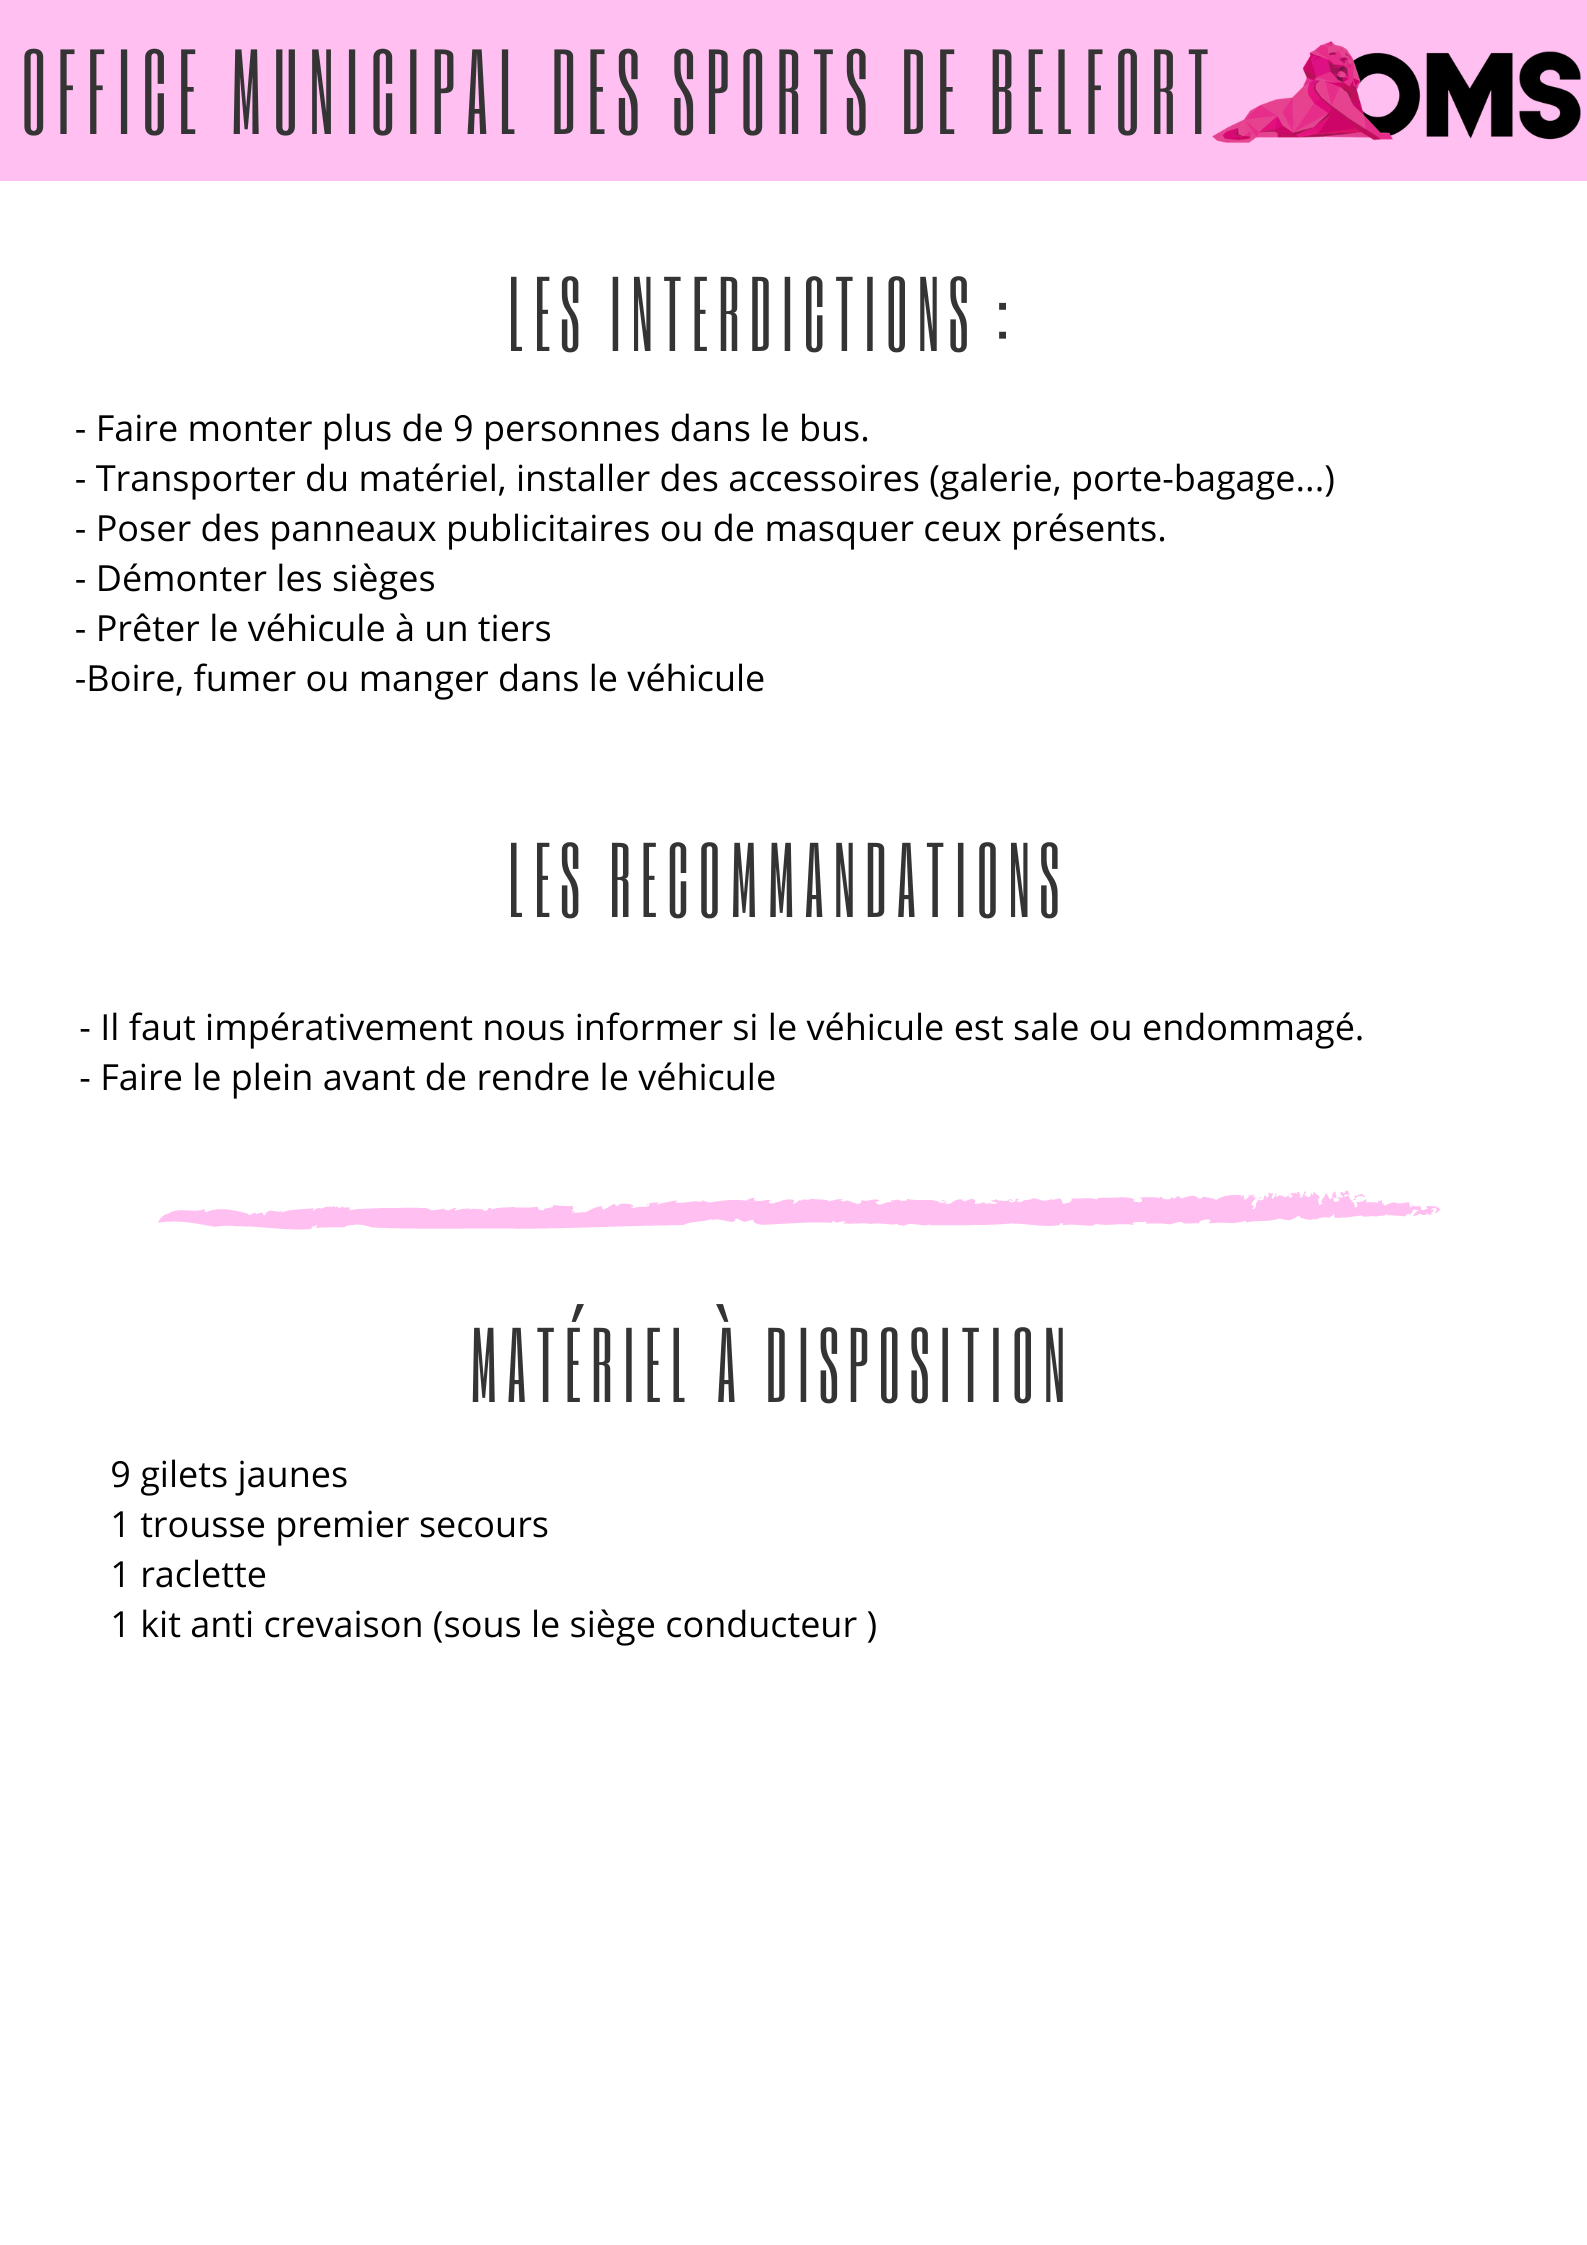 OFFICE MUNICIPAL DES SPORTS DE BELFORT
OMS
LES INTERDICTIONS :
- Faire monter plus de 9 personnes dans le bus.
- Transporter du matériel, installer des accessoires (galerie, porte-bagage...)
- Poser des panneaux publicitaires ou de masquer ceux présents.
- Démonter les sièges
- Prêter le véhicule à un tiers
-Boire, fumer ou manger dans le véhicule
LES RECOMMANDATIONS
- Il faut impérativement nous informer si le véhicule est sale ou endommagé.
- Faire le plein avant de rendre le véhicule
MATÉRIEL À DISPOSITION
9 gilets jaunes
1 trousse premier secours
1 raclette
1 kit anti crevaison (sous le siège conducteur )